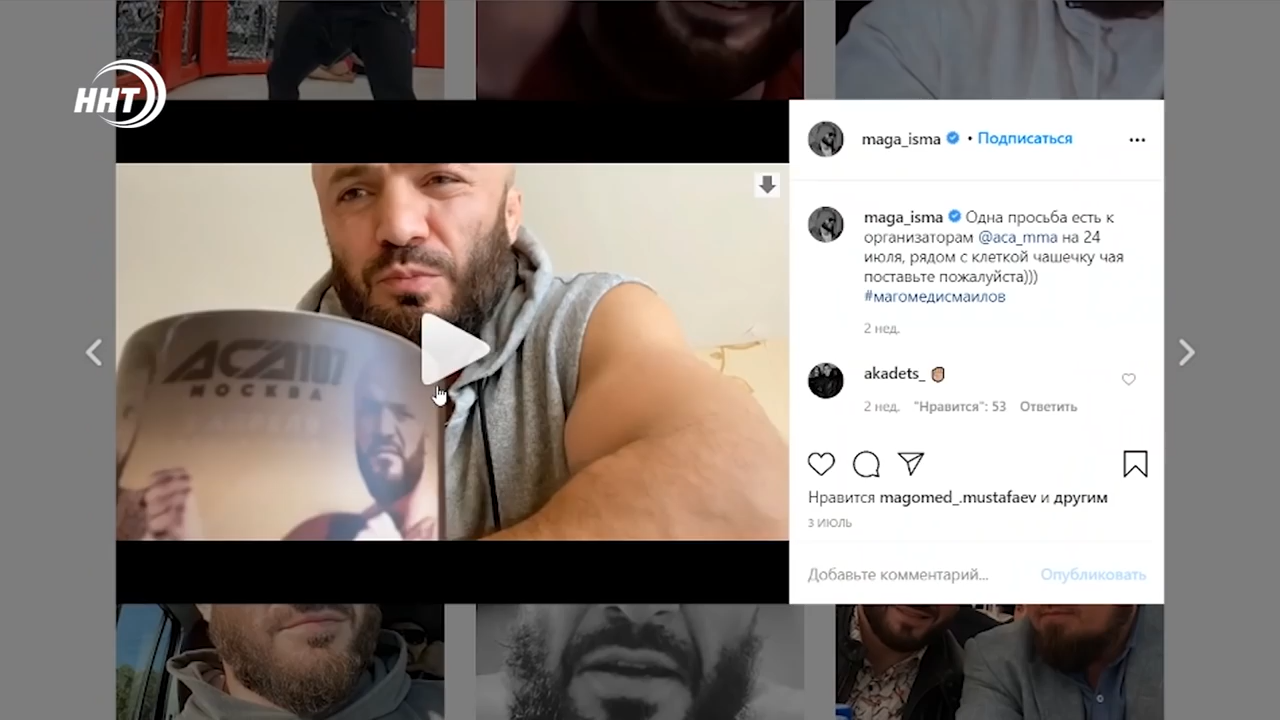 ННТ
maga_isma • Подписаться
maga_isma Одна просьба есть к
организаторам @aca_mma на 24
июля, рядом с клеткой чашечку чая
поставьте пожалуйста)))
#магомедисмаилов
2 нед.
akadets_
2 нед. "Нравится": 53 Ответить
ACA 107
МОСКВА
Нравится magomed_.mustafaev и другим
3 ИЮЛЬ
Добавьте комментарий... Опубликовать